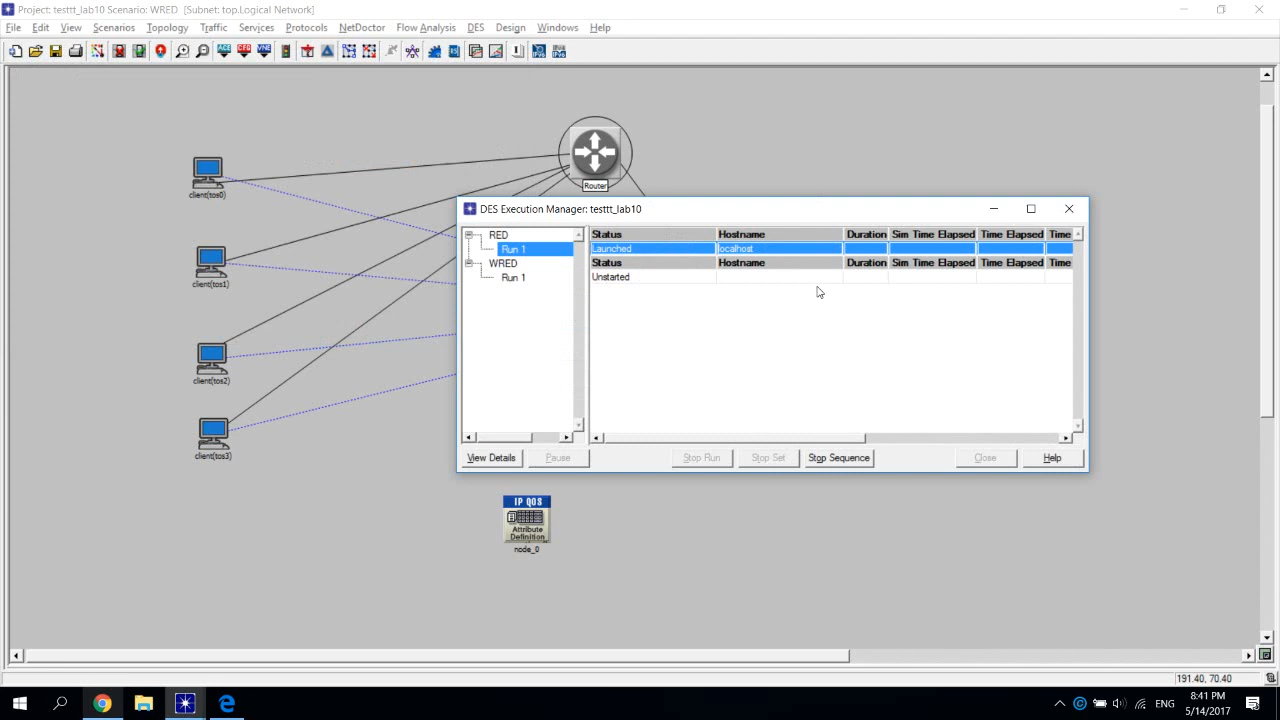 Project: testtt_lab10 Scenario: WRED [Subnet: top.Logical Network]
File Edit View Scenarios Topology Traffic Services Protocols NetDoctor Flow Analysis DES Design Windows Help
ACE CFG VNE
Router
client(tos0)
client(tos1)
client(tos2)
client(tos3)
DES Execution Manager: testtt_lab10
RED
Run 1
WRED
Run 1
Status Hostname Duration Sim Time Elapsed Time Elapsed Time
Launched localhost
Status Hostname Duration Sim Time Elapsed Time Elapsed Time
Unstarted
View Details Pause Stop Run Stop Set Stop Sequence Close Help
IP QOS
Attribute
Definition
node_0
191.40, 70.40
ENG
8:41 PM
5/14/2017